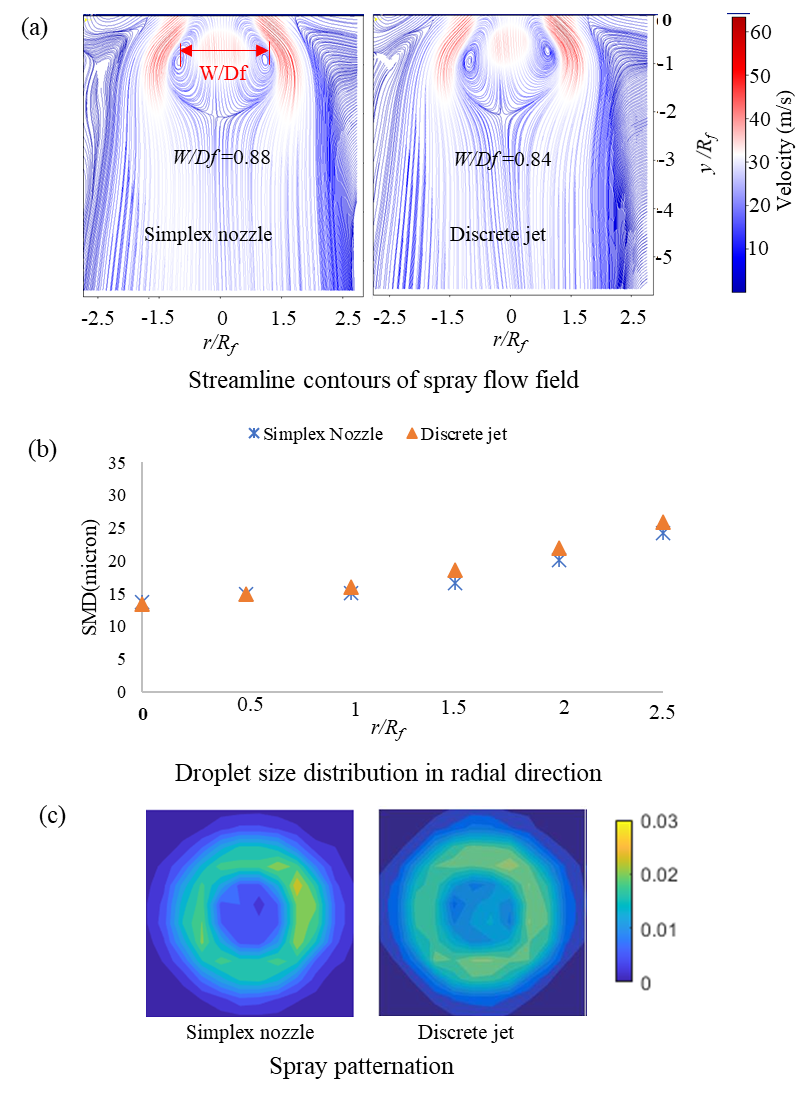 (a)
W/Df
W/Df=0.88
W/Df=0.84
Simplex nozzle
Discrete jet
0
-1
-2
-3
-4
-5
y /Rf
60
50
40
30
20
10
Velocity (m/s)
-2.5 -1.5 0 1.5 2.5
r/Rf
-2.5 -1.5 0 1.5 2.5
r/Rf
Streamline contours of spray flow field
(b)
Simplex Nozzle Discrete jet
35
30
25
20
15
10
5
0
SMD(micron)
0 0.5 1 1.5 2 2.5
r/Rf
Droplet size distribution in radial direction
(c)
0.03
0.02
0.01
0
Simplex nozzle
Discrete jet
Spray patternation